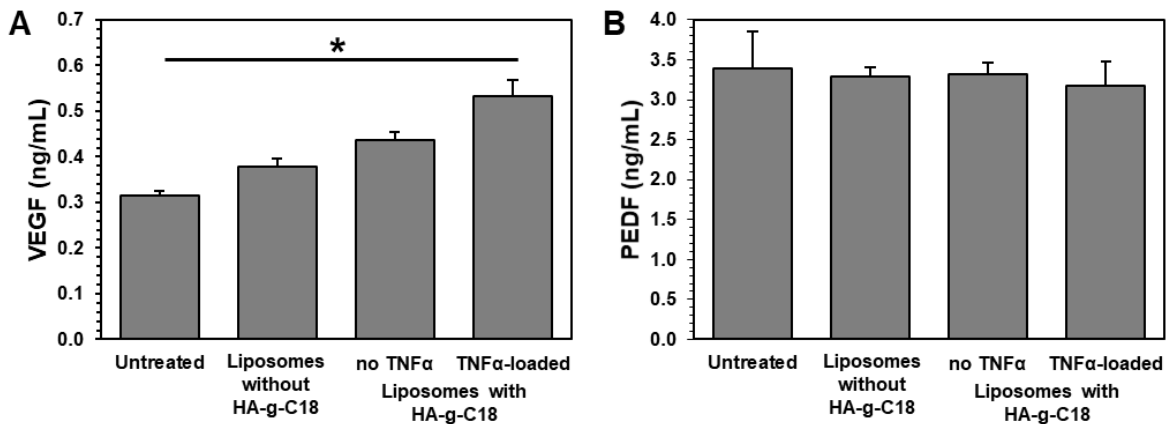 A
VEGF (ng/mL)
0.7
0.6
0.5
0.4
0.3
0.2
0.1
0.0
*
Untreated
Liposomes
without
HA-g-C18
no TNFα
TNFα-loaded
Liposomes with
HA-g-C18
B
PEDF (ng/mL)
4.0
3.5
3.0
2.5
2.0
1.5
1.0
0.5
0.0
Untreated
Liposomes
without
HA-g-C18
no TNFα
TNFα-loaded
Liposomes with
HA-g-C18